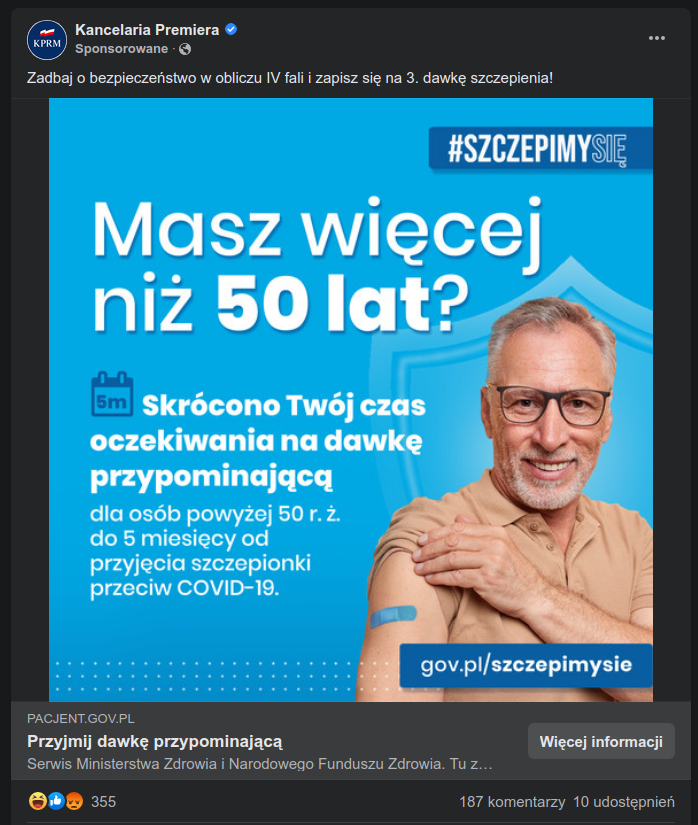 Kancelaria Premiera
Sponsorowane ·
KPRM
Zadbaj o bezpieczeństwo w obliczu IV fali i zapisz się na 3. dawkę szczepienia!
#SZCZEPIMYSIĘ
Masz więcej
niż 50 lat?
5m
Skrócono Twój czas
oczekiwania na dawkę
przypominającą
dla osób powyżej 50 r. ż.
do 5 miesięcy od
przyjęcia szczepionki
przeciw COVID-19.
gov.pl/szczepimysie
PACJENT.GOV.PL
Przyjmij dawkę przypominającą
Serwis Ministerstwa Zdrowia i Narodowego Funduszu Zdrowia. Tu z…
Więcej informacji
355
187 komentarzy 10 udostępnień